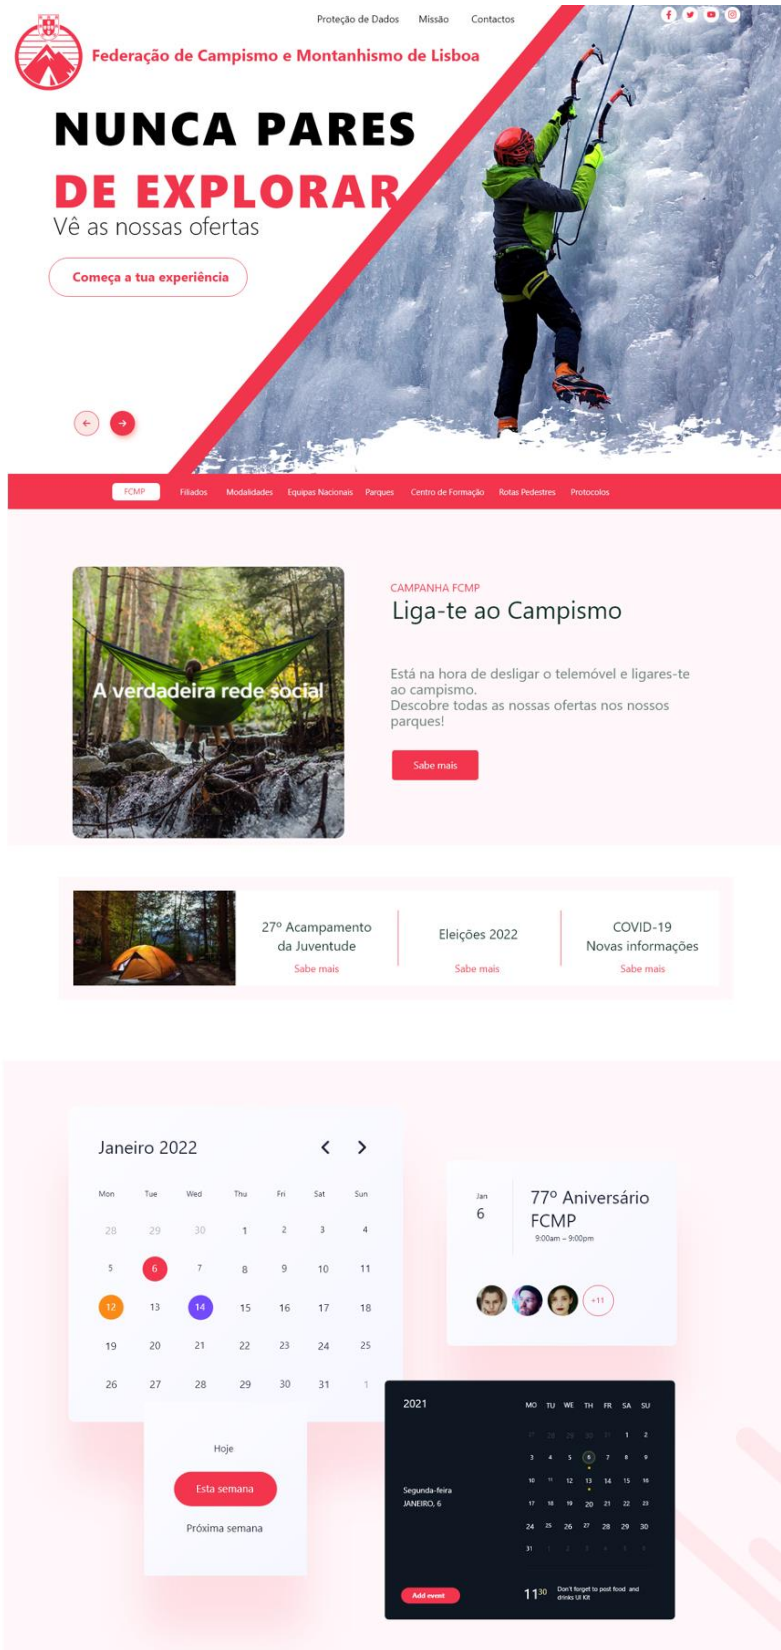 Proteção de Dados Missão Contactos
Federação de Campismo e Montanhismo de Lisboa
NUNCA PARES
DE EXPLORAR
Vê as nossas ofertas
Começa a tua experiência
FCMP Filiados Modalidades Equipas Nacionais Parques Centro de Formação Rotas Pedestres Protocolos
A verdadeira rede social
CAMPANHA FCMP
Liga-te ao Campismo
Está na hora de desligar o telemóvel e ligares-te
ao campismo.
Descobre todas as nossas ofertas nos nossos
parques!
Sabe mais
27º Acampamento
da Juventude
Sabe mais
Eleições 2022
Sabe mais
COVID-19
Novas informações
Sabe mais
Janeiro 2022
Mon Tue Wed Thu Fri Sat Sun
28 29 30 1 2 3 4
5 6 7 8 9 10 11
12 13 14 15 16 17 18
19 20 21 22 23 24 25
26 27 28 29 30 31 1
Jan
6
77º Aniversário
FCMP
9:00am – 9:00pm
+11
Hoje
Esta semana
Próxima semana
2021
Segunda-feira
JANEIRO, 6
Add event
MO TU WE TH FR SA SU
1 2
3 4 5 6 7 8 9
10 11 12 13 14 15 16
17 18 19 20 21 22 23
24 25 26 27 28 29 30
31
11 30 Don't forget to post food and
drinks UI Kit